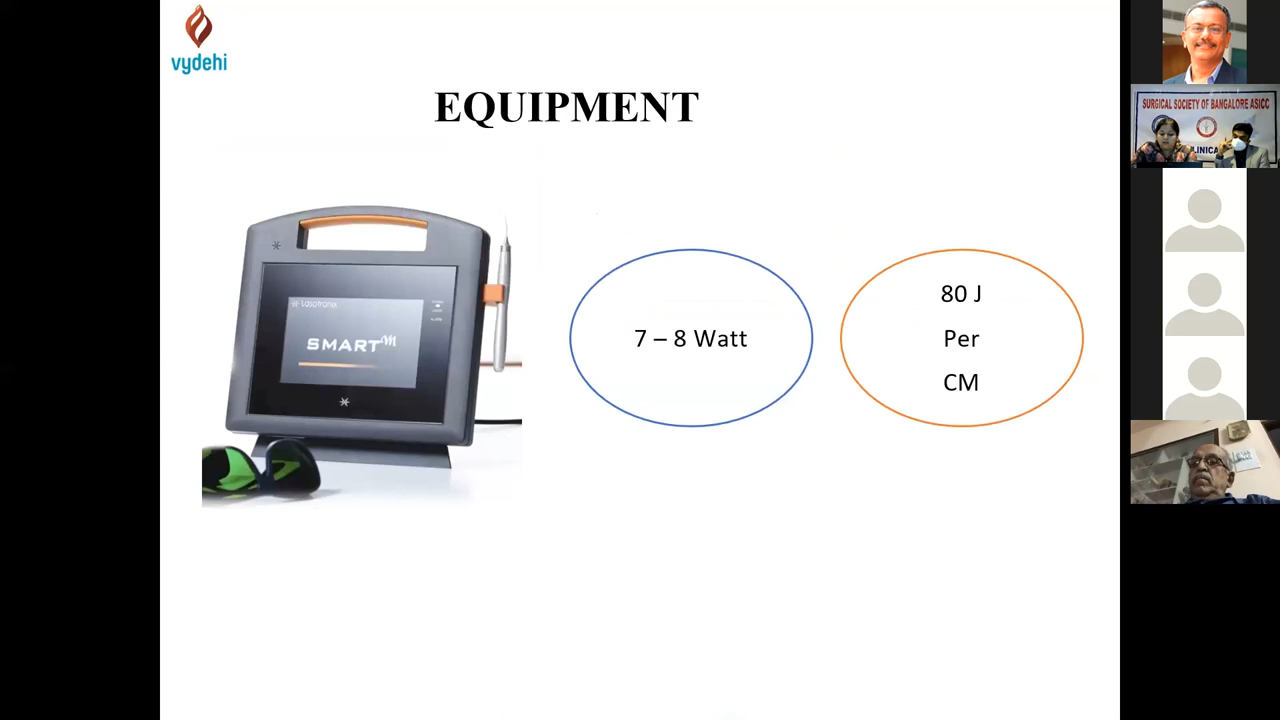 vydehi
EQUIPMENT
Lasotronix
SMART M
7 – 8 Watt
80 J
Per
CM
SURGICAL SOCIETY OF BANGALORE ASICC